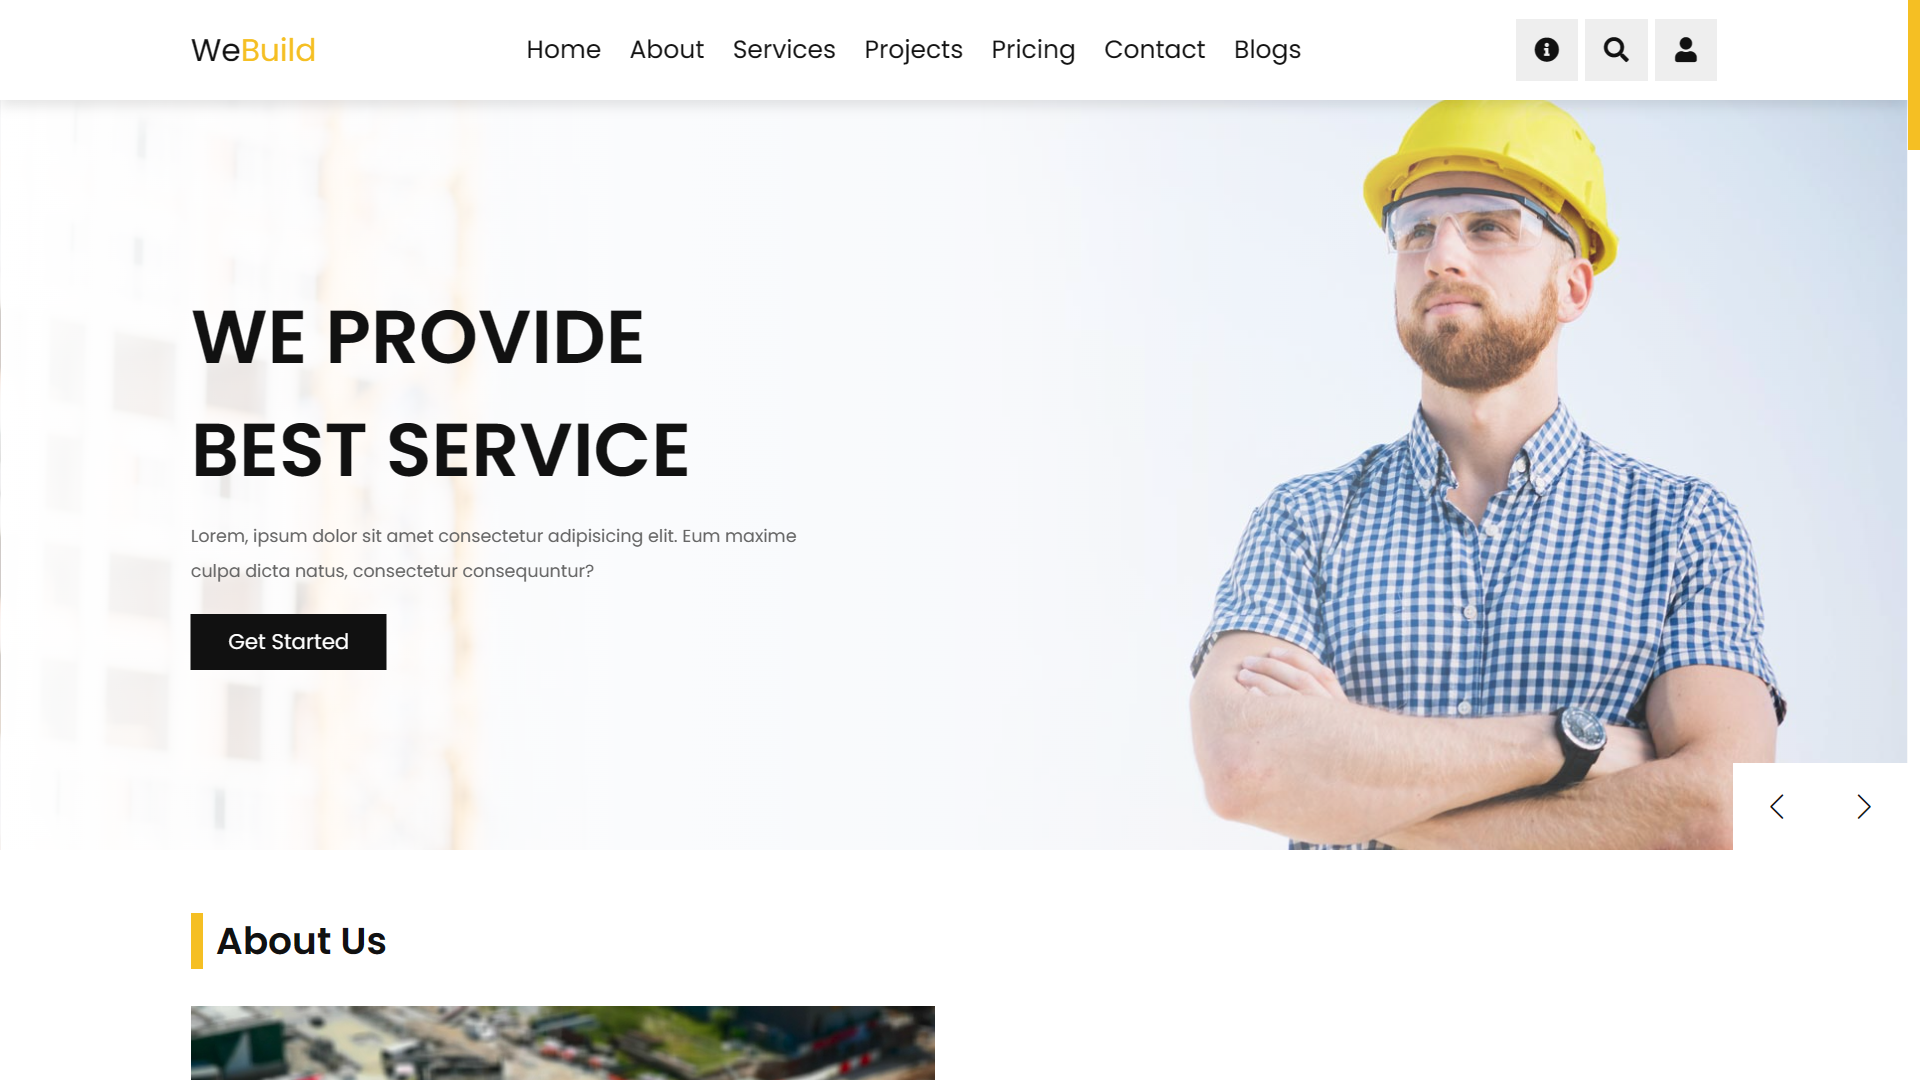 WeBuild
Home About Services Projects Pricing Contact Blogs
WE PROVIDE
BEST SERVICE
Lorem, ipsum dolor sit amet consectetur adipisicing elit. Eum maxime
culpa dicta natus, consectetur consequuntur?
Get Started
About Us